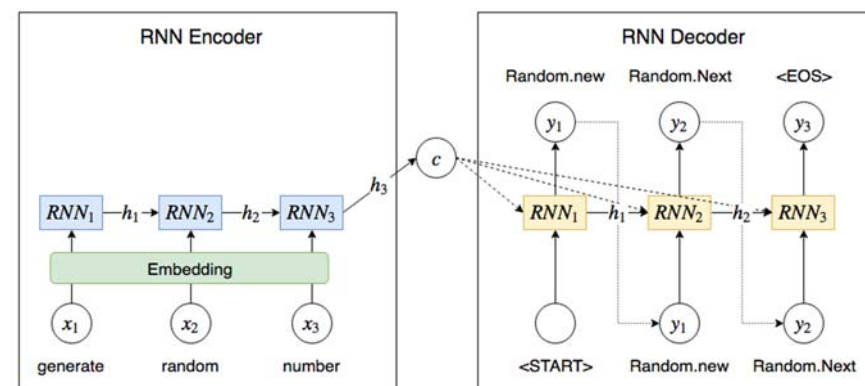 RNN Encoder
RNN₁ h₁ RNN₂ h₂ RNN₃ h₃
Embedding
x₁ x₂ x₃
generate random number
c
RNN Decoder
Random.new Random.Next <EOS>
y₁ y₂ y₃
RNN₁ h₁ RNN₂ h₂ RNN₃
y₁ y₂
<START> Random.new Random.Next